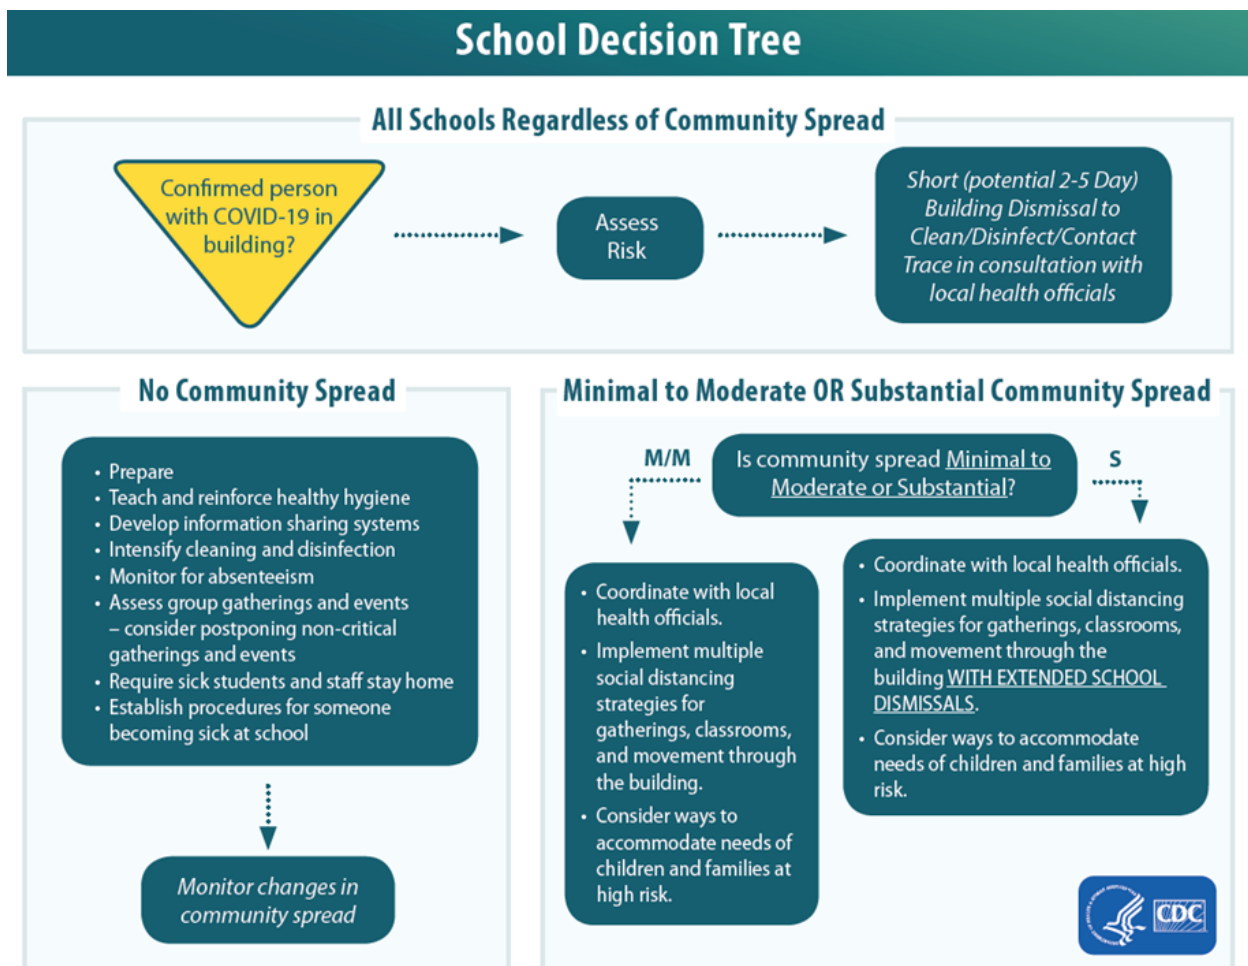 School Decision Tree
All Schools Regardless of Community Spread
Confirmed person
with COVID-19 in
building?
Assess
Risk
Short (potential 2-5 Day)
Building Dismissal to
Clean/Disinfect/Contact
Trace in consultation with
local health officials
No Community Spread
• Prepare
• Teach and reinforce healthy hygiene
• Develop information sharing systems
• Intensify cleaning and disinfection
• Monitor for absenteeism
• Assess group gatherings and events
– consider postponing non-critical
gatherings and events
• Require sick students and staff stay home
• Establish procedures for someone
becoming sick at school
Monitor changes in
community spread
Minimal to Moderate OR Substantial Community Spread
M/M
Is community spread Minimal to
Moderate or Substantial?
S
• Coordinate with local
health officials.
• Implement multiple
social distancing
strategies for
gatherings, classrooms,
and movement through
the building.
• Consider ways to
accommodate needs of
children and families at
high risk.
• Coordinate with local health officials.
• Implement multiple social distancing
strategies for gatherings, classrooms,
and movement through the
building WITH EXTENDED SCHOOL
DISMISSALS.
• Consider ways to accommodate
needs of children and families at high
risk.
CDC